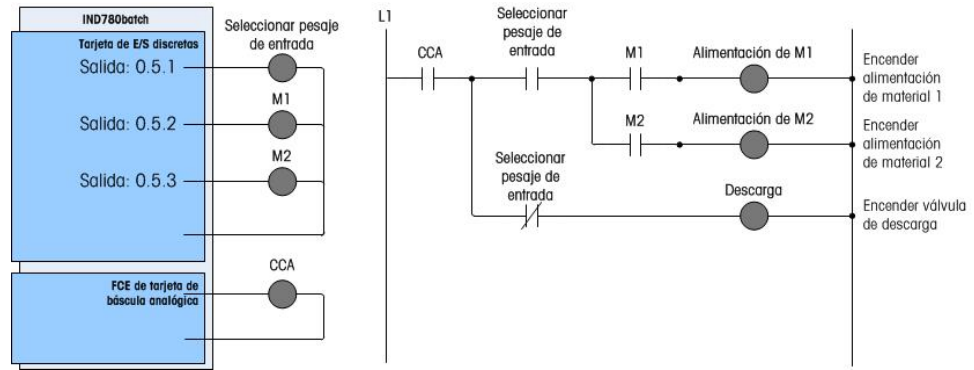 IND780batch
Tarjeta de E/S discretas
Salida: 0.5.1
Salida: 0.5.2
Salida: 0.5.3
FCE de tarjeta de
báscula analógica
Seleccionar pesaje
de entrada
M1
M2
CCA
L1
CCA
Seleccionar
pesaje de
entrada
M1
Alimentación de M1
Encender
alimentación
de material 1
M2
Alimentación de M2
Encender
alimentación
de material 2
Seleccionar
pesaje de
entrada
Descarga
Encender válvula
de descarga